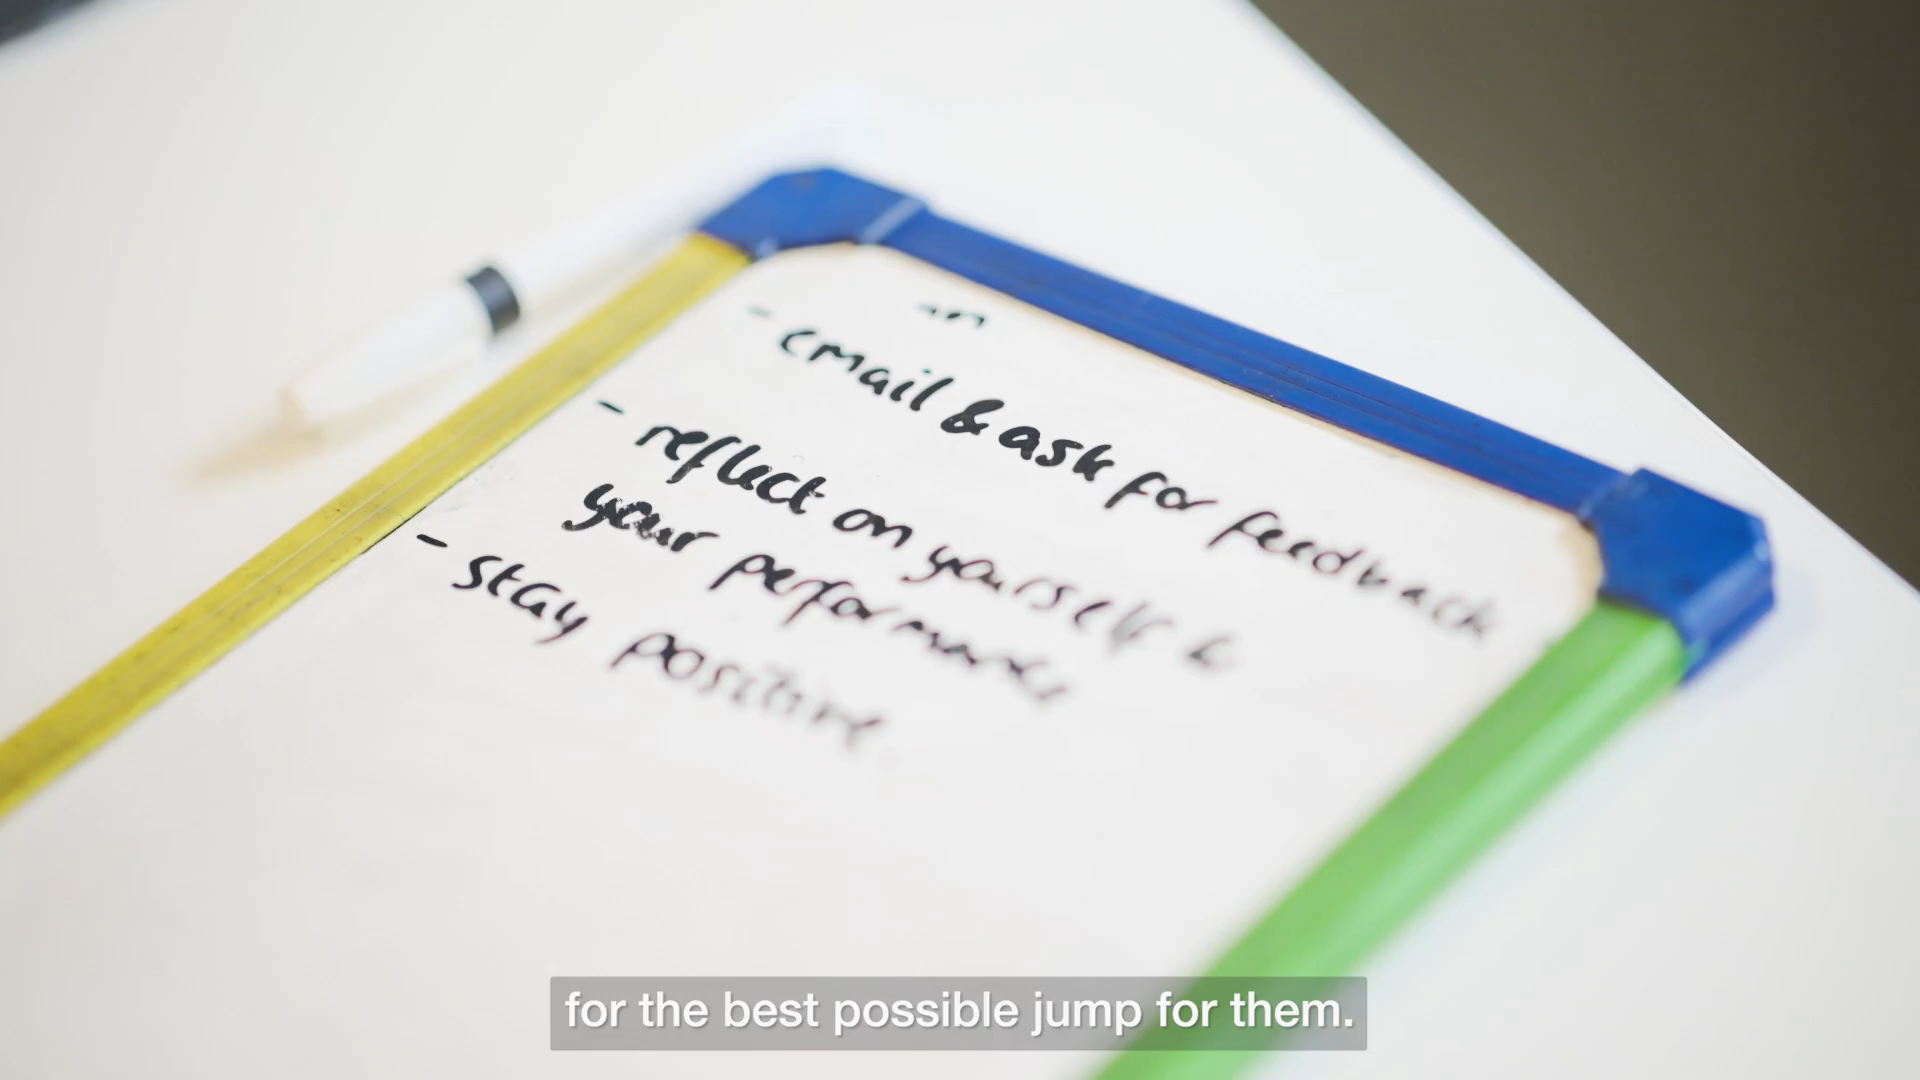 - email & ask for feedback
- reflect on yourself &
your performance
- stay positive.
for the best possible jump for them.